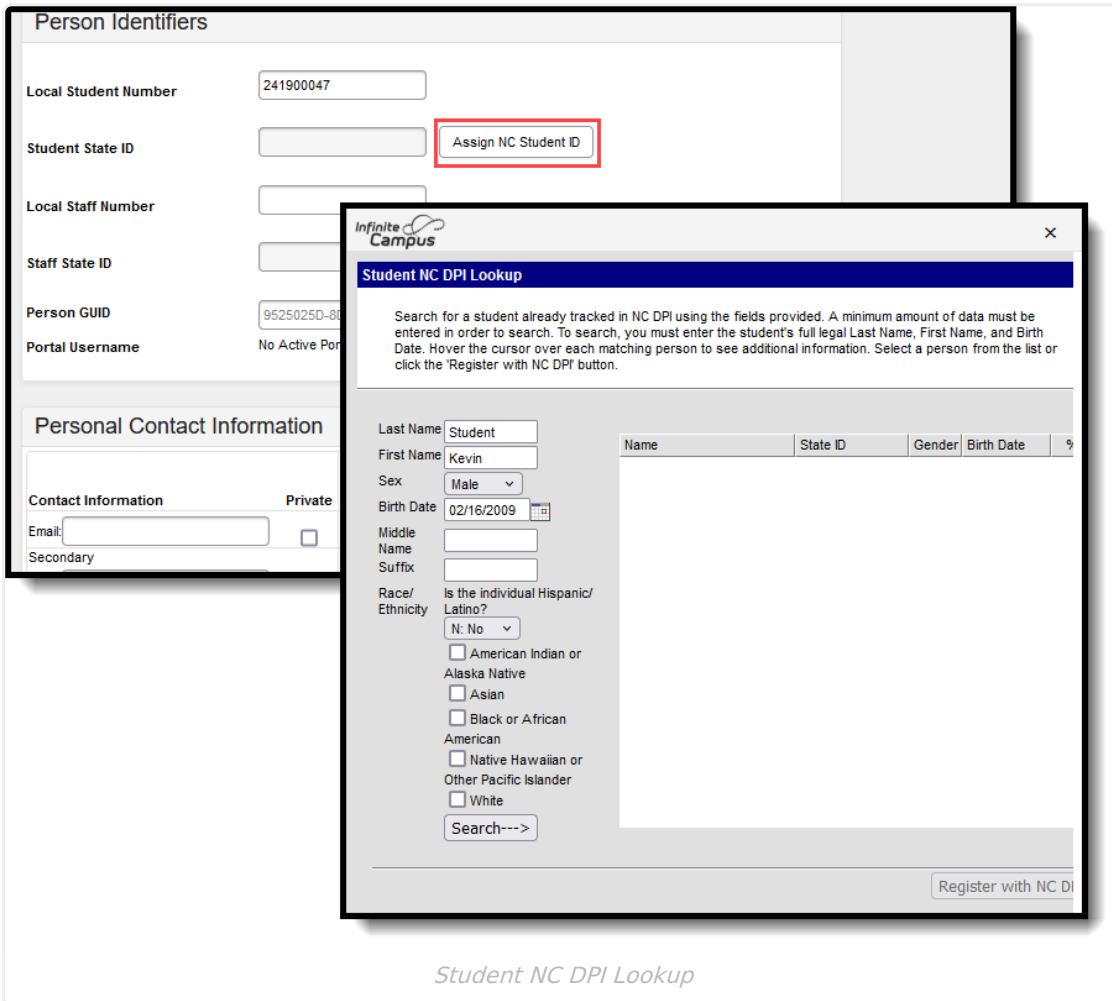 Person Identifiers
Local Student Number
241900047
Student State ID
Assign NC Student ID
Local Staff Number
Staff State ID
Person GUID
9525025D-8
Portal Username
No Active Por
Personal Contact Information
Contact Information
Private
Email:
Secondary
Infinite
Campus
×
Student NC DPI Lookup
Search for a student already tracked in NC DPI using the fields provided. A minimum amount of data must be
entered in order to search. To search, you must enter the student's full legal Last Name, First Name, and Birth
Date. Hover the cursor over each matching person to see additional information. Select a person from the list or
click the 'Register with NC DPI' button.
Last Name
Student
First Name
Kevin
Sex
Male
Birth Date
02/16/2009
Middle
Name
Suffix
Race/
Ethnicity
Is the individual Hispanic/
Latino?
N: No
American Indian or
Alaska Native
Asian
Black or African
American
Native Hawaiian or
Other Pacific Islander
White
Search--->
Name
State ID
Gender
Birth Date
%
Register with NC D
Student NC DPI Lookup